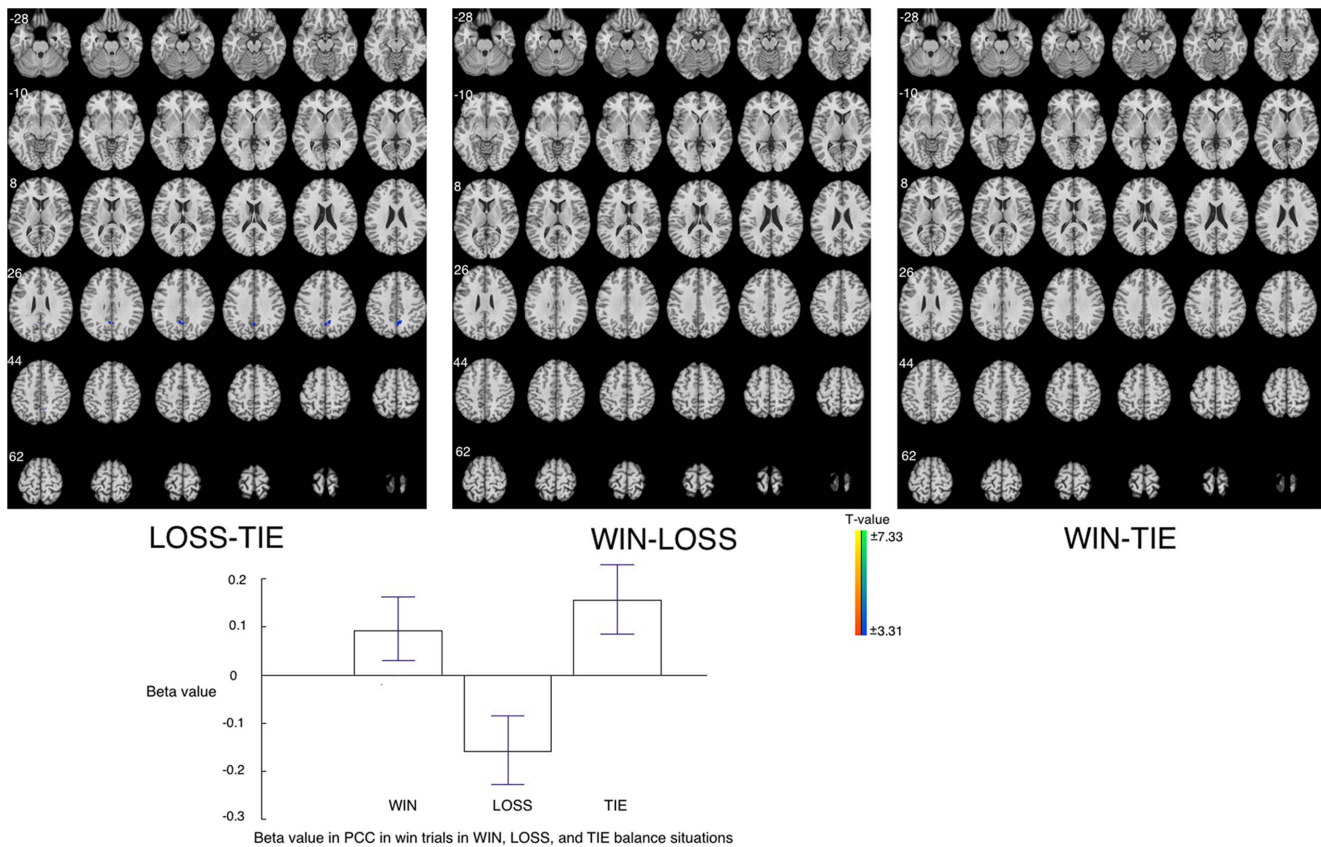 -28
-10
8
26
44
62
-28
-10
8
26
44
62
-28
-10
8
26
44
62
LOSS-TIE
WIN-LOSS
WIN-TIE
T-value
±7.33
±3.31
0.2
0.1
0
-0.1
-0.2
-0.3
Beta value
WIN
LOSS
TIE
Beta value in PCC in win trials in WIN, LOSS, and TIE balance situations